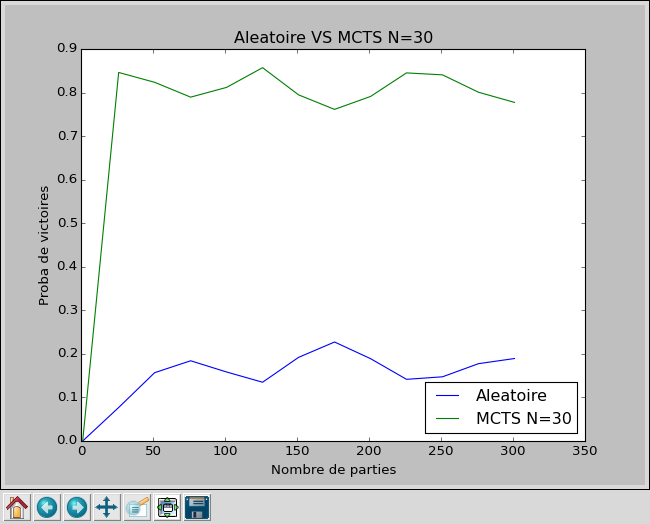 Aleatoire VS MCTS N=30
Proba de victoires
0.9
0.8
0.7
0.6
0.5
0.4
0.3
0.2
0.1
0.0
0 50 100 150 200 250 300 350
Nombre de parties
Aleatoire
MCTS N=30